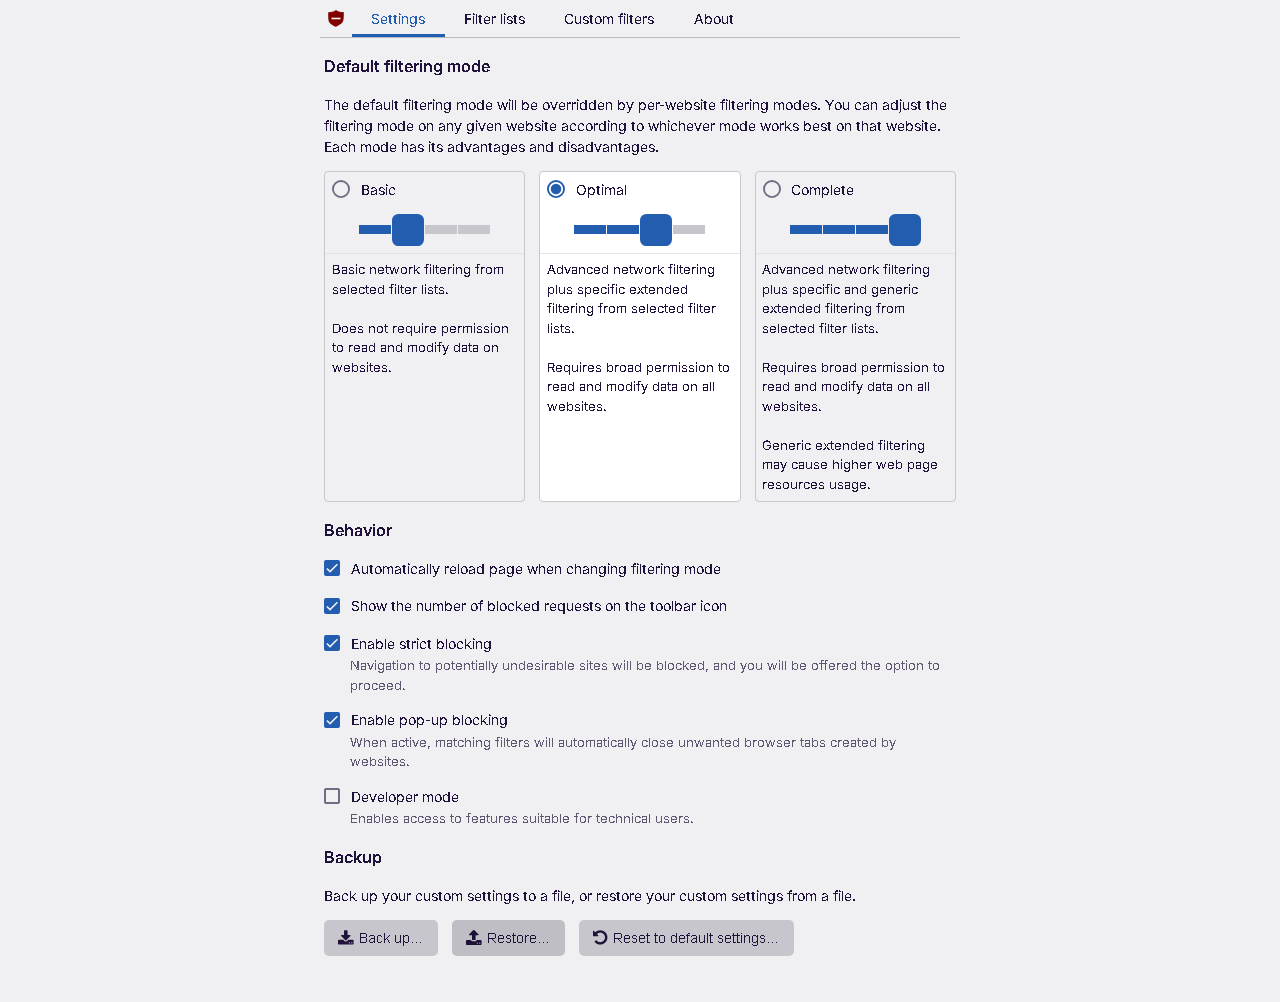 Settings
Filter lists
Custom filters
About
Default filtering mode
The default filtering mode will be overridden by per-website filtering modes. You can adjust the
filtering mode on any given website according to whichever mode works best on that website.
Each mode has its advantages and disadvantages.
Basic
Basic network filtering from
selected filter lists.
Does not require permission
to read and modify data on
websites.
Optimal
Advanced network filtering
plus specific extended
filtering from selected filter
lists.
Requires broad permission to
read and modify data on all
websites.
Complete
Advanced network filtering
plus specific and generic
extended filtering from
selected filter lists.
Requires broad permission to
read and modify data on all
websites.
Generic extended filtering
may cause higher web page
resources usage.
Behavior
Automatically reload page when changing filtering mode
Show the number of blocked requests on the toolbar icon
Enable strict blocking
Navigation to potentially undesirable sites will be blocked, and you will be offered the option to
proceed.
Enable pop-up blocking
When active, matching filters will automatically close unwanted browser tabs created by
websites.
Developer mode
Enables access to features suitable for technical users.
Backup
Back up your custom settings to a file, or restore your custom settings from a file.
Back up…
Restore…
Reset to default settings…